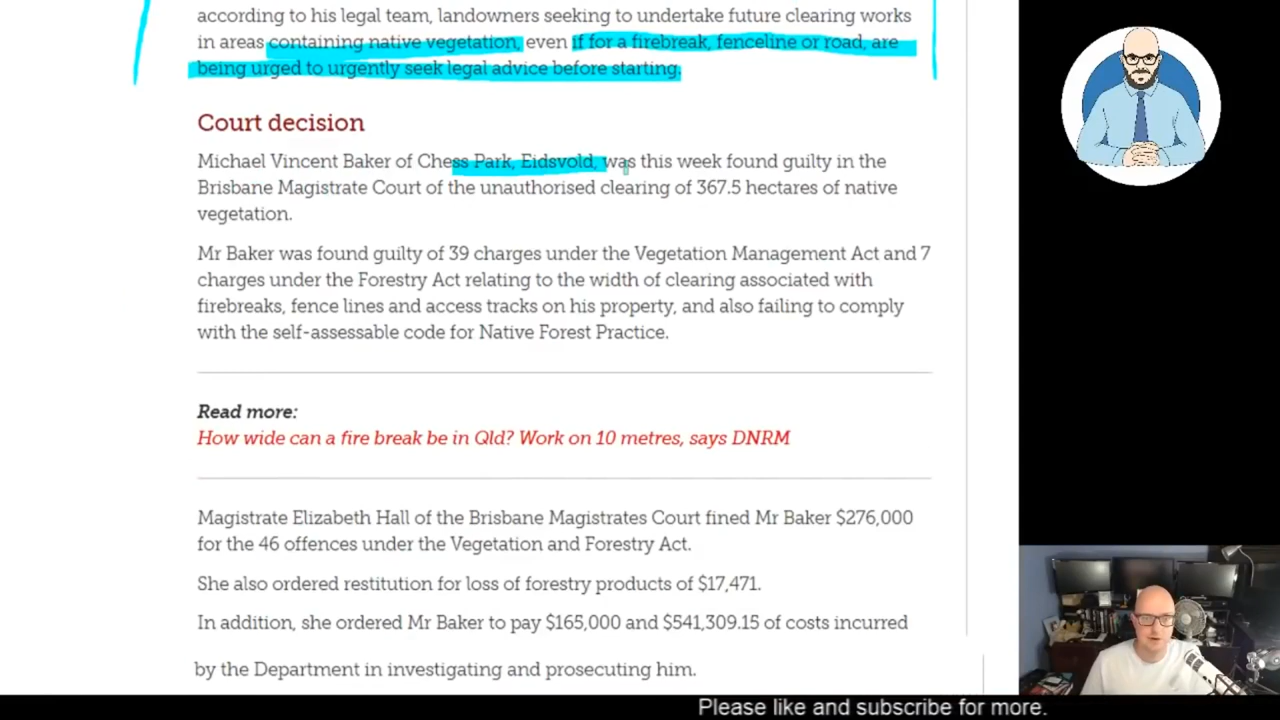 according to his legal team, landowners seeking to undertake future clearing works
in areas containing native vegetation, even if for a firebreak, fenceline or road, are
being urged to urgently seek legal advice before starting.
Court decision
Michael Vincent Baker of Chess Park, Eidsvold, was this week found guilty in the
Brisbane Magistrate Court of the unauthorised clearing of 367.5 hectares of native
vegetation.
Mr Baker was found guilty of 39 charges under the Vegetation Management Act and 7
charges under the Forestry Act relating to the width of clearing associated with
firebreaks, fence lines and access tracks on his property, and also failing to comply
with the self-assessable code for Native Forest Practice.
Read more:
How wide can a fire break be in Qld? Work on 10 metres, says DNRM
Magistrate Elizabeth Hall of the Brisbane Magistrates Court fined Mr Baker $276,000
for the 46 offences under the Vegetation and Forestry Act.
She also ordered restitution for loss of forestry products of $17,471.
In addition, she ordered Mr Baker to pay $165,000 and $541,309.15 of costs incurred
by the Department in investigating and prosecuting him.
Please like and subscribe for more.